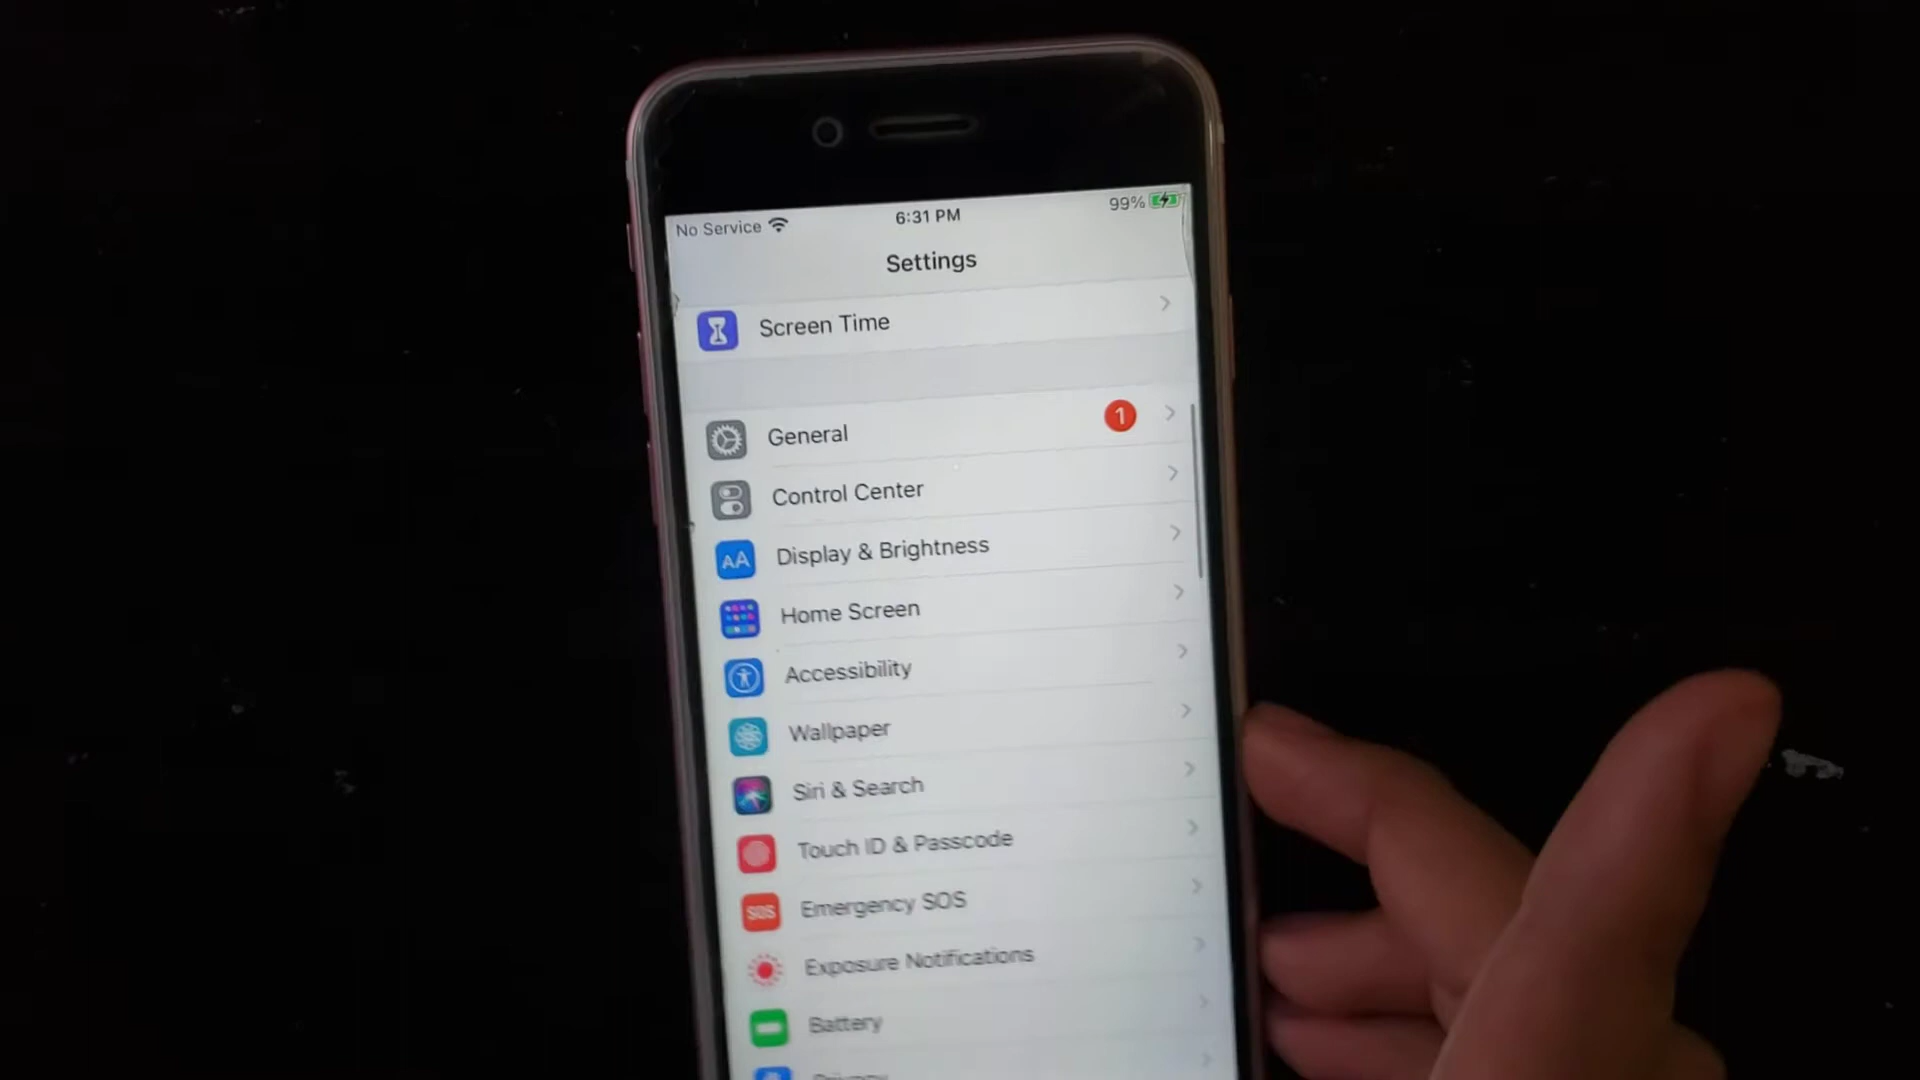 No Service 6:31 PM 99%
Settings
Screen Time
General 1
Control Center
AA Display & Brightness
Home Screen
Accessibility
Wallpaper
Siri & Search
Touch ID & Passcode
SOS Emergency SOS
Exposure Notifications
Battery
Privacy